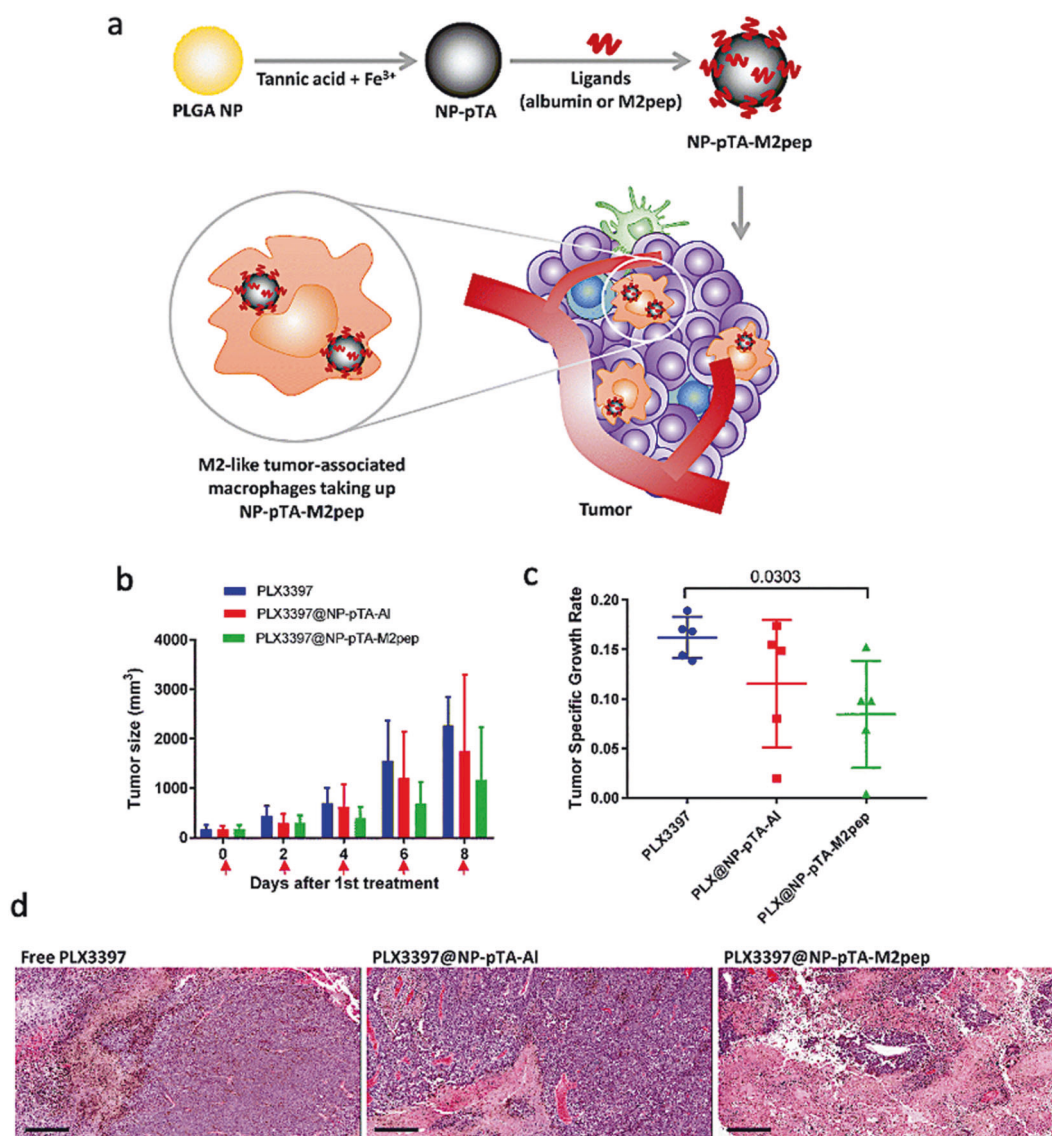 a
PLGA NP
Tannic acid + Fe³⁺
NP-pTA
Ligands
(albumin or M2pep)
NP-pTA-M2pep
M2-like tumor-associated
macrophages taking up
NP-pTA-M2pep
Tumor
b
PLX3397
PLX3397@NP-pTA-Al
PLX3397@NP-pTA-M2pep
Tumor size (mm³)
4000
3000
2000
1000
0
0 2 4 6 8
Days after 1st treatment
c
0.0303
Tumor Specific Growth Rate
0.20
0.15
0.10
0.05
0.00
PLX3397
PLX@NP-pTA-Al
PLX@NP-pTA-M2pep
d
Free PLX3397
PLX3397@NP-pTA-Al
PLX3397@NP-pTA-M2pep